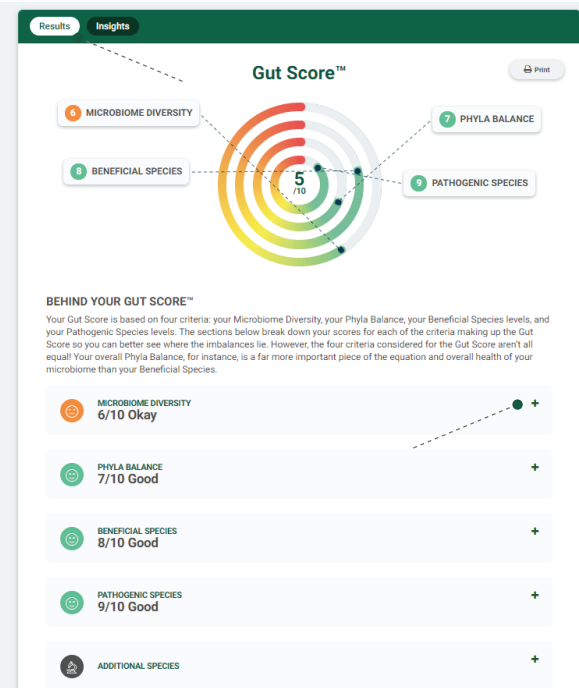 Results
Insights
Gut Score™
Print
6 MICROBIOME DIVERSITY
7 PHYLA BALANCE
8 BENEFICIAL SPECIES
9 PATHOGENIC SPECIES
5
/10
BEHIND YOUR GUT SCORE™
Your Gut Score is based on four criteria: your Microbiome Diversity, your Phyla Balance, your Beneficial Species levels, and
your Pathogenic Species levels. The sections below break down your scores for each of the criteria making up the Gut
Score so you can better see where the imbalances lie. However, the four criteria considered for the Gut Score aren't all
equal! Your overall Phyla Balance, for instance, is a far more important piece of the equation and overall health of your
microbiome than your Beneficial Species.
MICROBIOME DIVERSITY
6/10 Okay
+
PHYLA BALANCE
7/10 Good
+
BENEFICIAL SPECIES
8/10 Good
+
PATHOGENIC SPECIES
9/10 Good
+
ADDITIONAL SPECIES
+